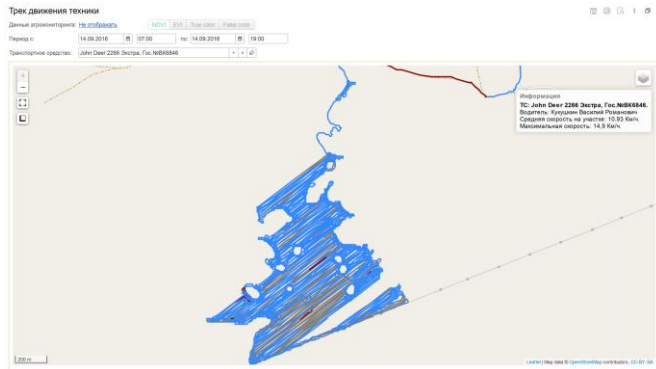 Трек движения техники
Данные агромониторинга: Не отображать NDVI EVI True color False color
Период с: 14.09.2016 07:00 по: 14.09.2016 19:00
Транспортное средство: John Deer 2266 Экстра, Гос.№ВК6846
+
−
Информация
ТС: John Deer 2266 Экстра, Гос.№ВК6846.
Водитель: Кукушкин Василий Романович
Средняя скорость на участке: 10,93 Км/ч.
Максимальная скорость: 14,9 Км/ч.
200 m
Leaflet | Map data © OpenStreetMap contributors, CC-BY-SA